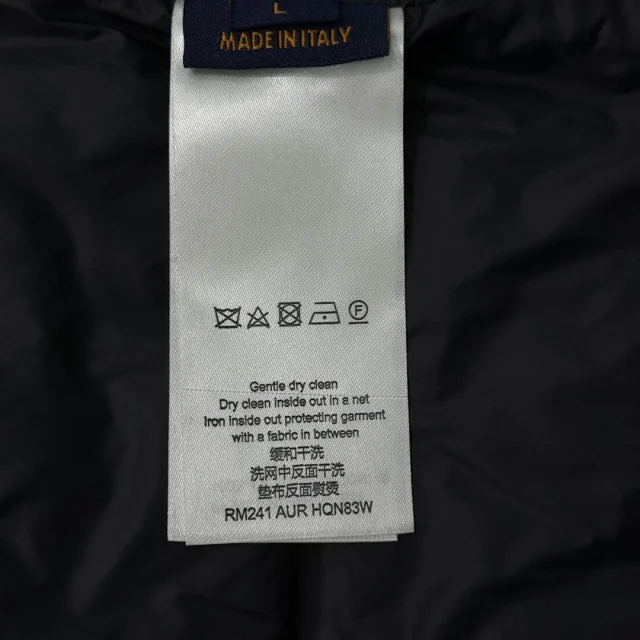 L
MADE IN ITALY
F
Gentle dry clean
Dry clean inside out in a net
Iron inside out protecting garment
with a fabric in between
缓和干洗
洗网中反面干洗
垫布反面熨烫
RM241 AUR HQN83W